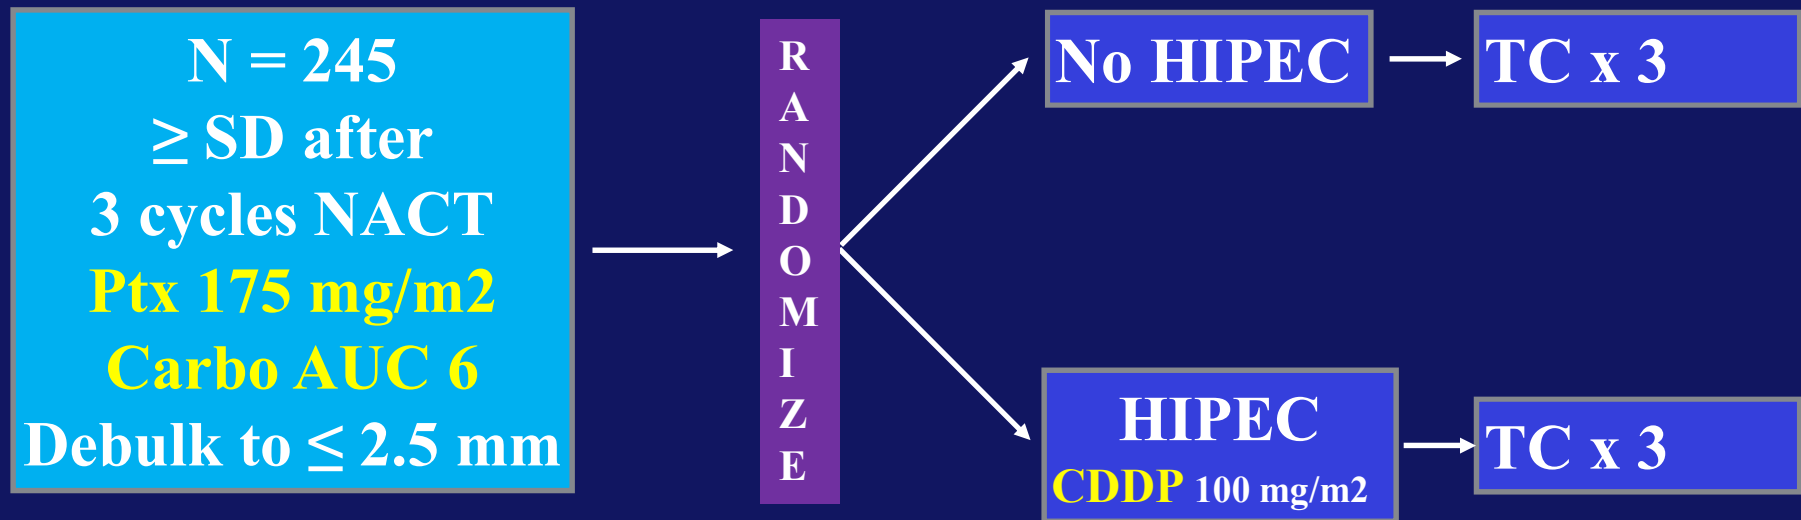 N = 245
≥ SD after
3 cycles NACT
Ptx 175 mg/m2
Carbo AUC 6
Debulk to ≤ 2.5 mm
RANDOMIZE
No HIPEC
TC x 3
HIPEC
CDDP 100 mg/m2
TC x 3